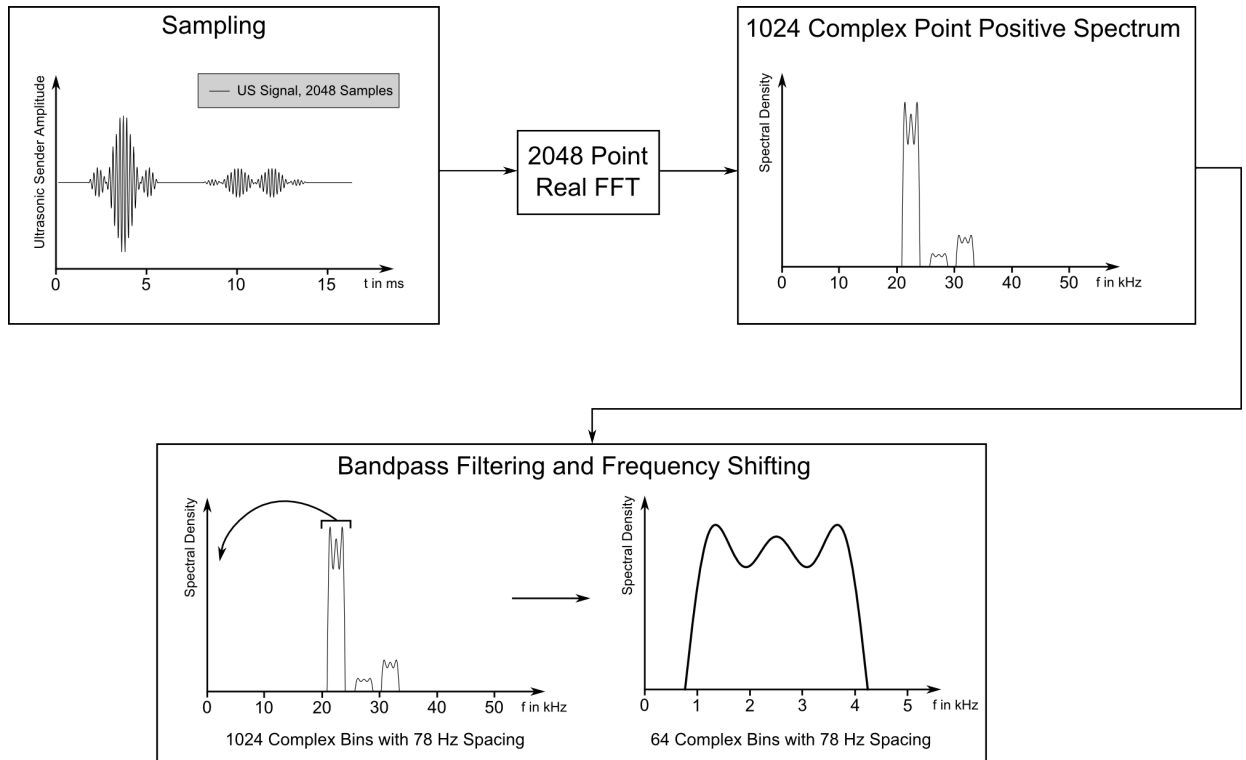 Sampling
Ultrasonic Sender Amplitude
US Signal, 2048 Samples
0 5 10 15 t in ms
2048 Point
Real FFT
1024 Complex Point Positive Spectrum
Spectral Density
0 10 20 30 40 50 f in kHz
Bandpass Filtering and Frequency Shifting
Spectral Density
0 10 20 30 40 50 f in kHz
1024 Complex Bins with 78 Hz Spacing
Spectral Density
0 1 2 3 4 5 f in kHz
64 Complex Bins with 78 Hz Spacing